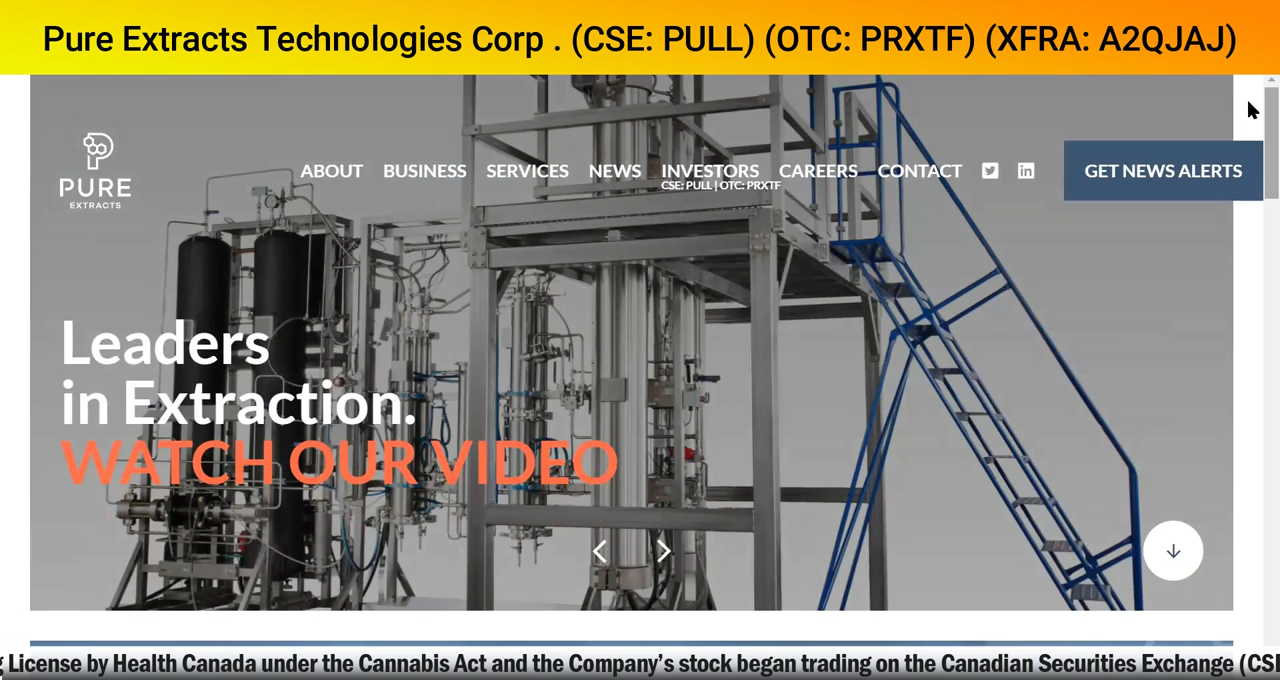 Pure Extracts Technologies Corp . (CSE: PULL) (OTC: PRXTF) (XFRA: A2QJAJ)
PURE
EXTRACTS
ABOUT BUSINESS SERVICES NEWS INVESTORS CAREERS CONTACT GET NEWS ALERTS
CSE: PULL | OTC: PRXTF
Leaders
in Extraction.
WATCH OUR VIDEO
License by Health Canada under the Cannabis Act and the Company's stock began trading on the Canadian Securities Exchange